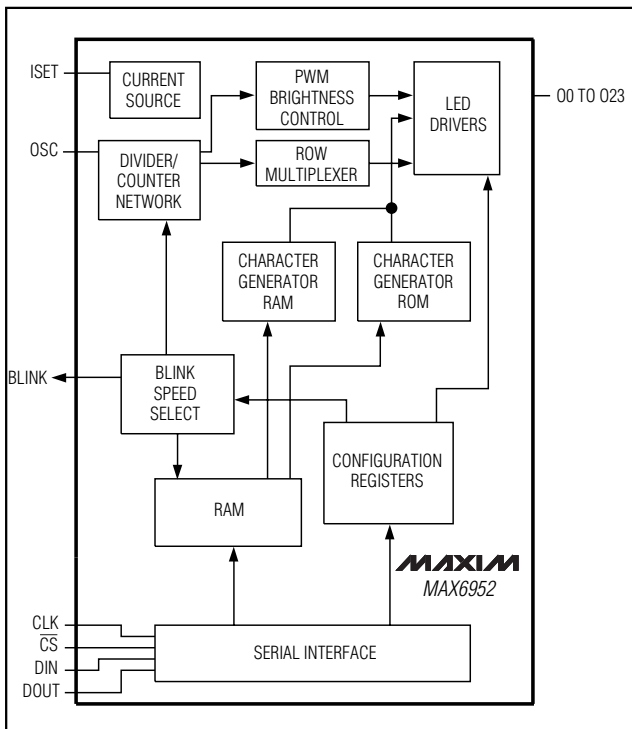 ISET
CURRENT
SOURCE
PWM
BRIGHTNESS
CONTROL
LED
DRIVERS
O0 TO O23
OSC
DIVIDER/
COUNTER
NETWORK
ROW
MULTIPLEXER
CHARACTER
GENERATOR
RAM
CHARACTER
GENERATOR
ROM
BLINK
BLINK
SPEED
SELECT
CONFIGURATION
REGISTERS
RAM
MAXIM
MAX6952
CLK
CS
DIN
DOUT
SERIAL INTERFACE